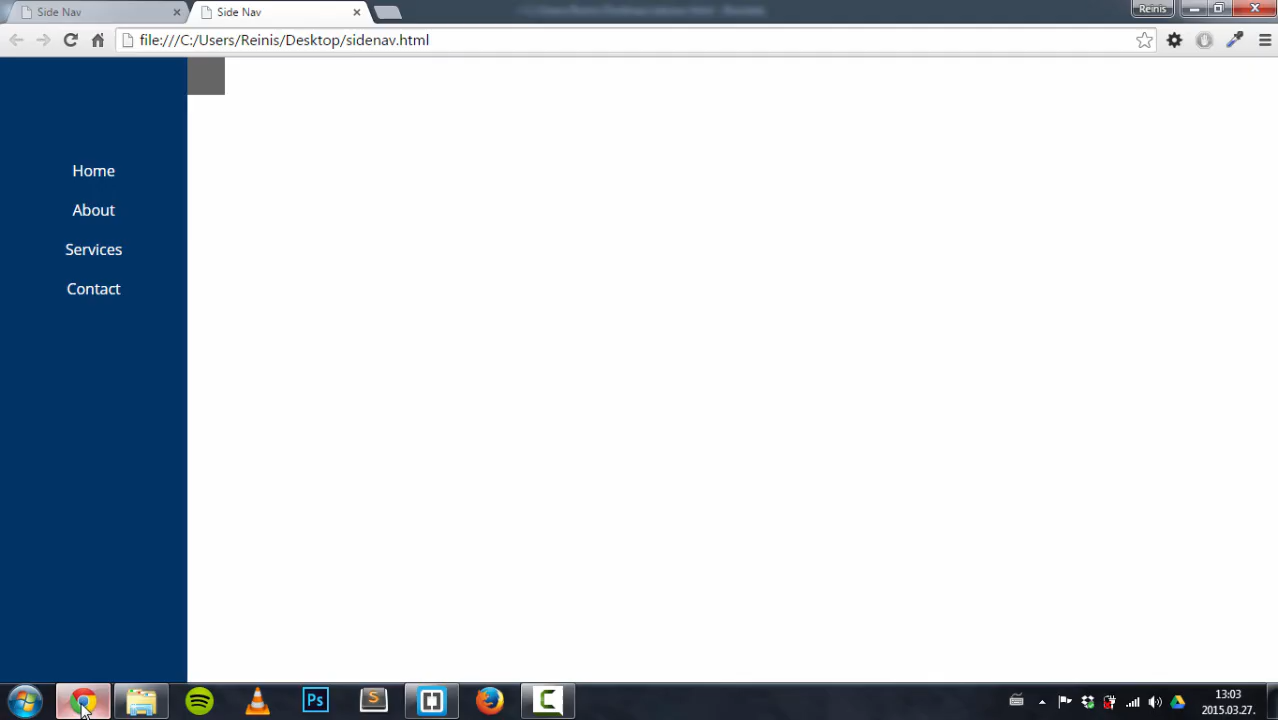 Side Nav
Side Nav
Reinis
file:///C:/Users/Reinis/Desktop/sidenav.html
Home
About
Services
Contact
Ps
S
C
13:03
2015.03.27.